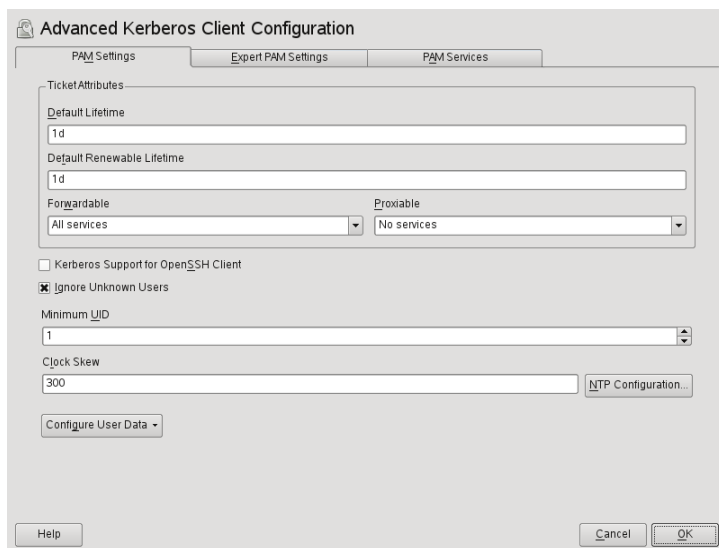 Advanced Kerberos Client Configuration
PAM Settings
Expert PAM Settings
PAM Services
Ticket Attributes
Default Lifetime
1d
Default Renewable Lifetime
1d
Forwardable
Proxiable
All services
No services
Kerberos Support for OpenSSH Client
Ignore Unknown Users
Minimum UID
1
Clock Skew
300
NTP Configuration...
Configure User Data
Help
Cancel
OK